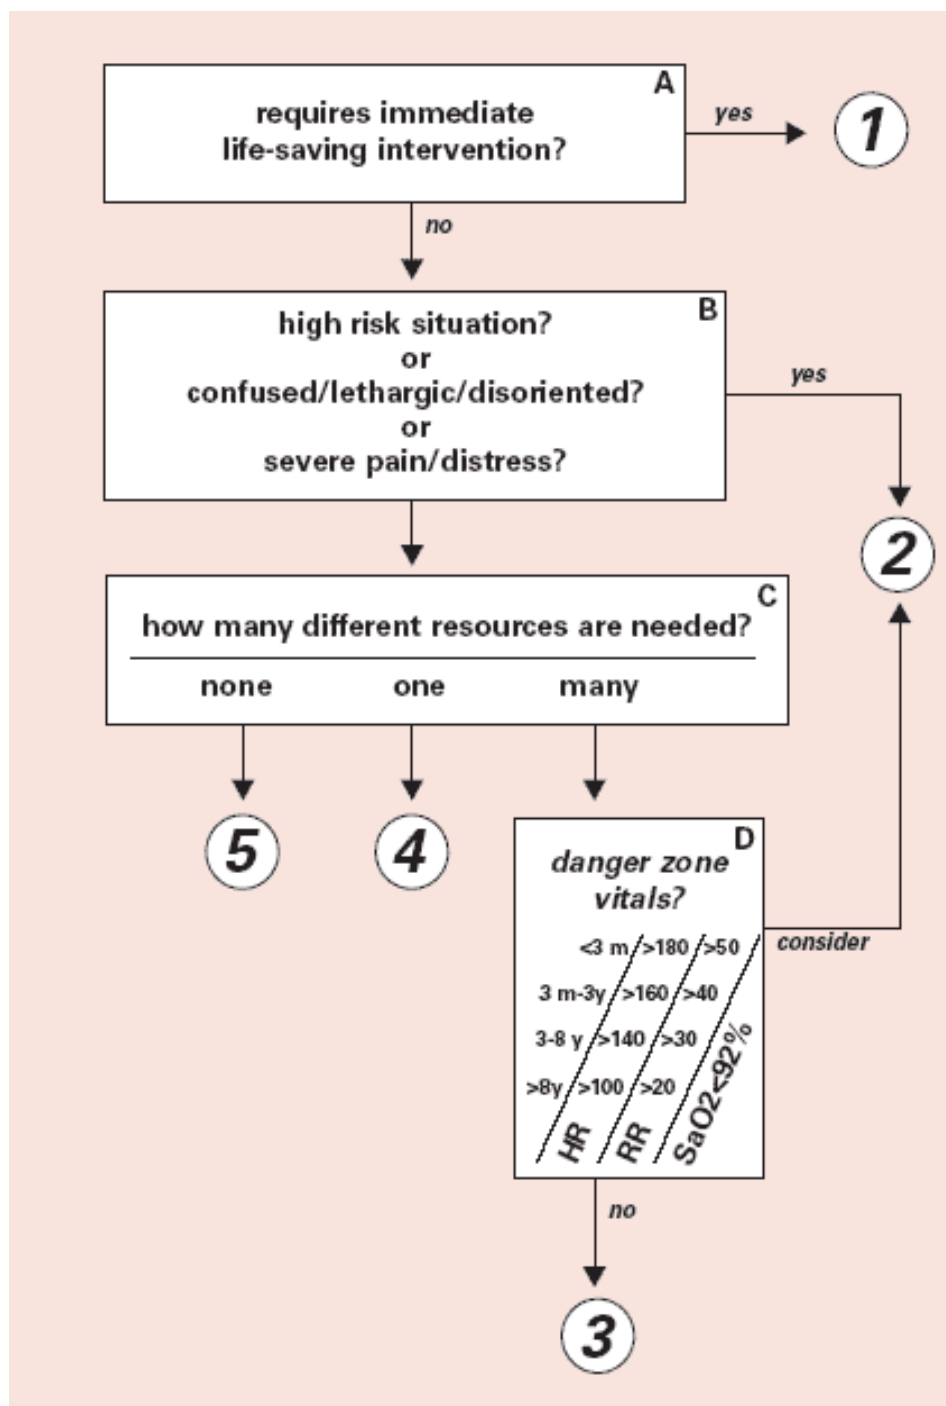 A
requires immediate
life-saving intervention?
yes
1
no
B
high risk situation?
or
confused/lethargic/disoriented?
or
severe pain/distress?
yes
2
C
how many different resources are needed?
none one many
5 4
D
danger zone
vitals?
<3 m >180 >50
3 m-3y >160 >40
3-8 y >140 >30
>8y >100 >20
HR RR SaO2<92%
consider
no
3